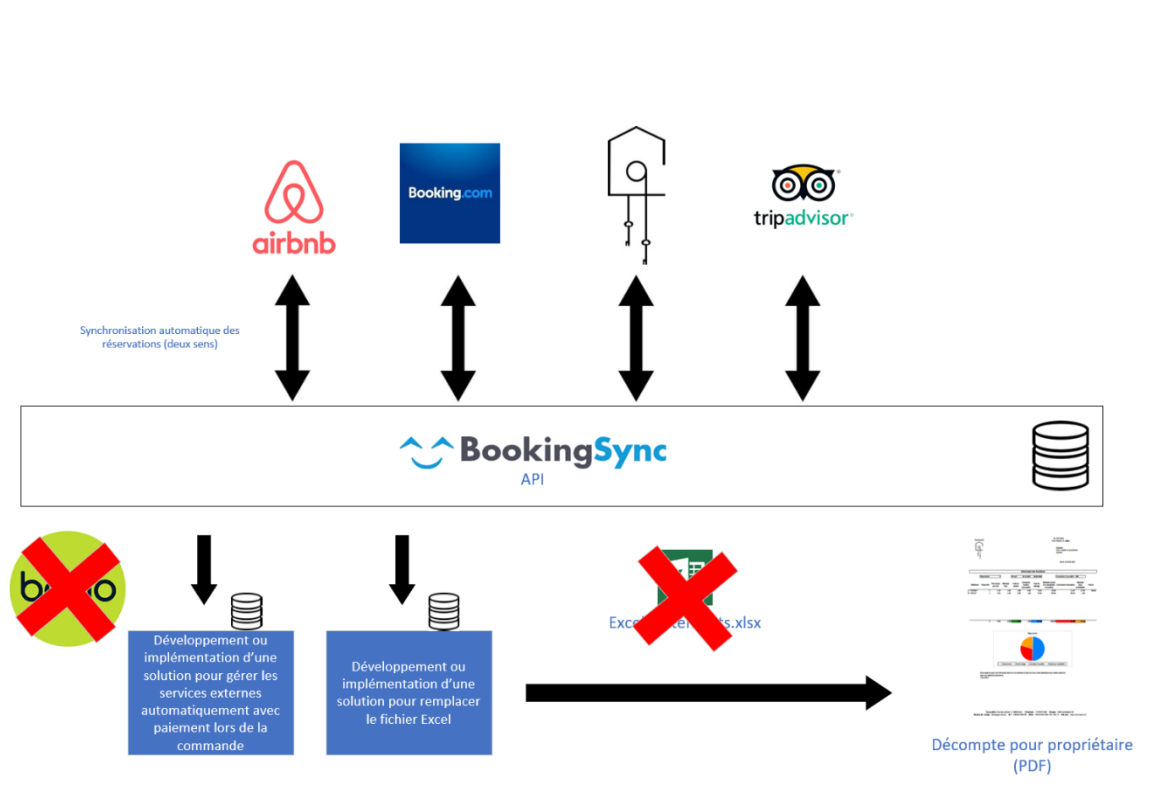 airbnb
Booking.com
tripadvisor
Synchronisation automatique des
réservations (deux sens)
BookingSync
API
Développement ou
implémentation d'une
solution pour gérer les
services externes
automatiquement avec
paiement lors de la
commande
Développement ou
implémentation d'une
solution pour remplacer
le fichier Excel
Décompte pour propriétaire
(PDF)